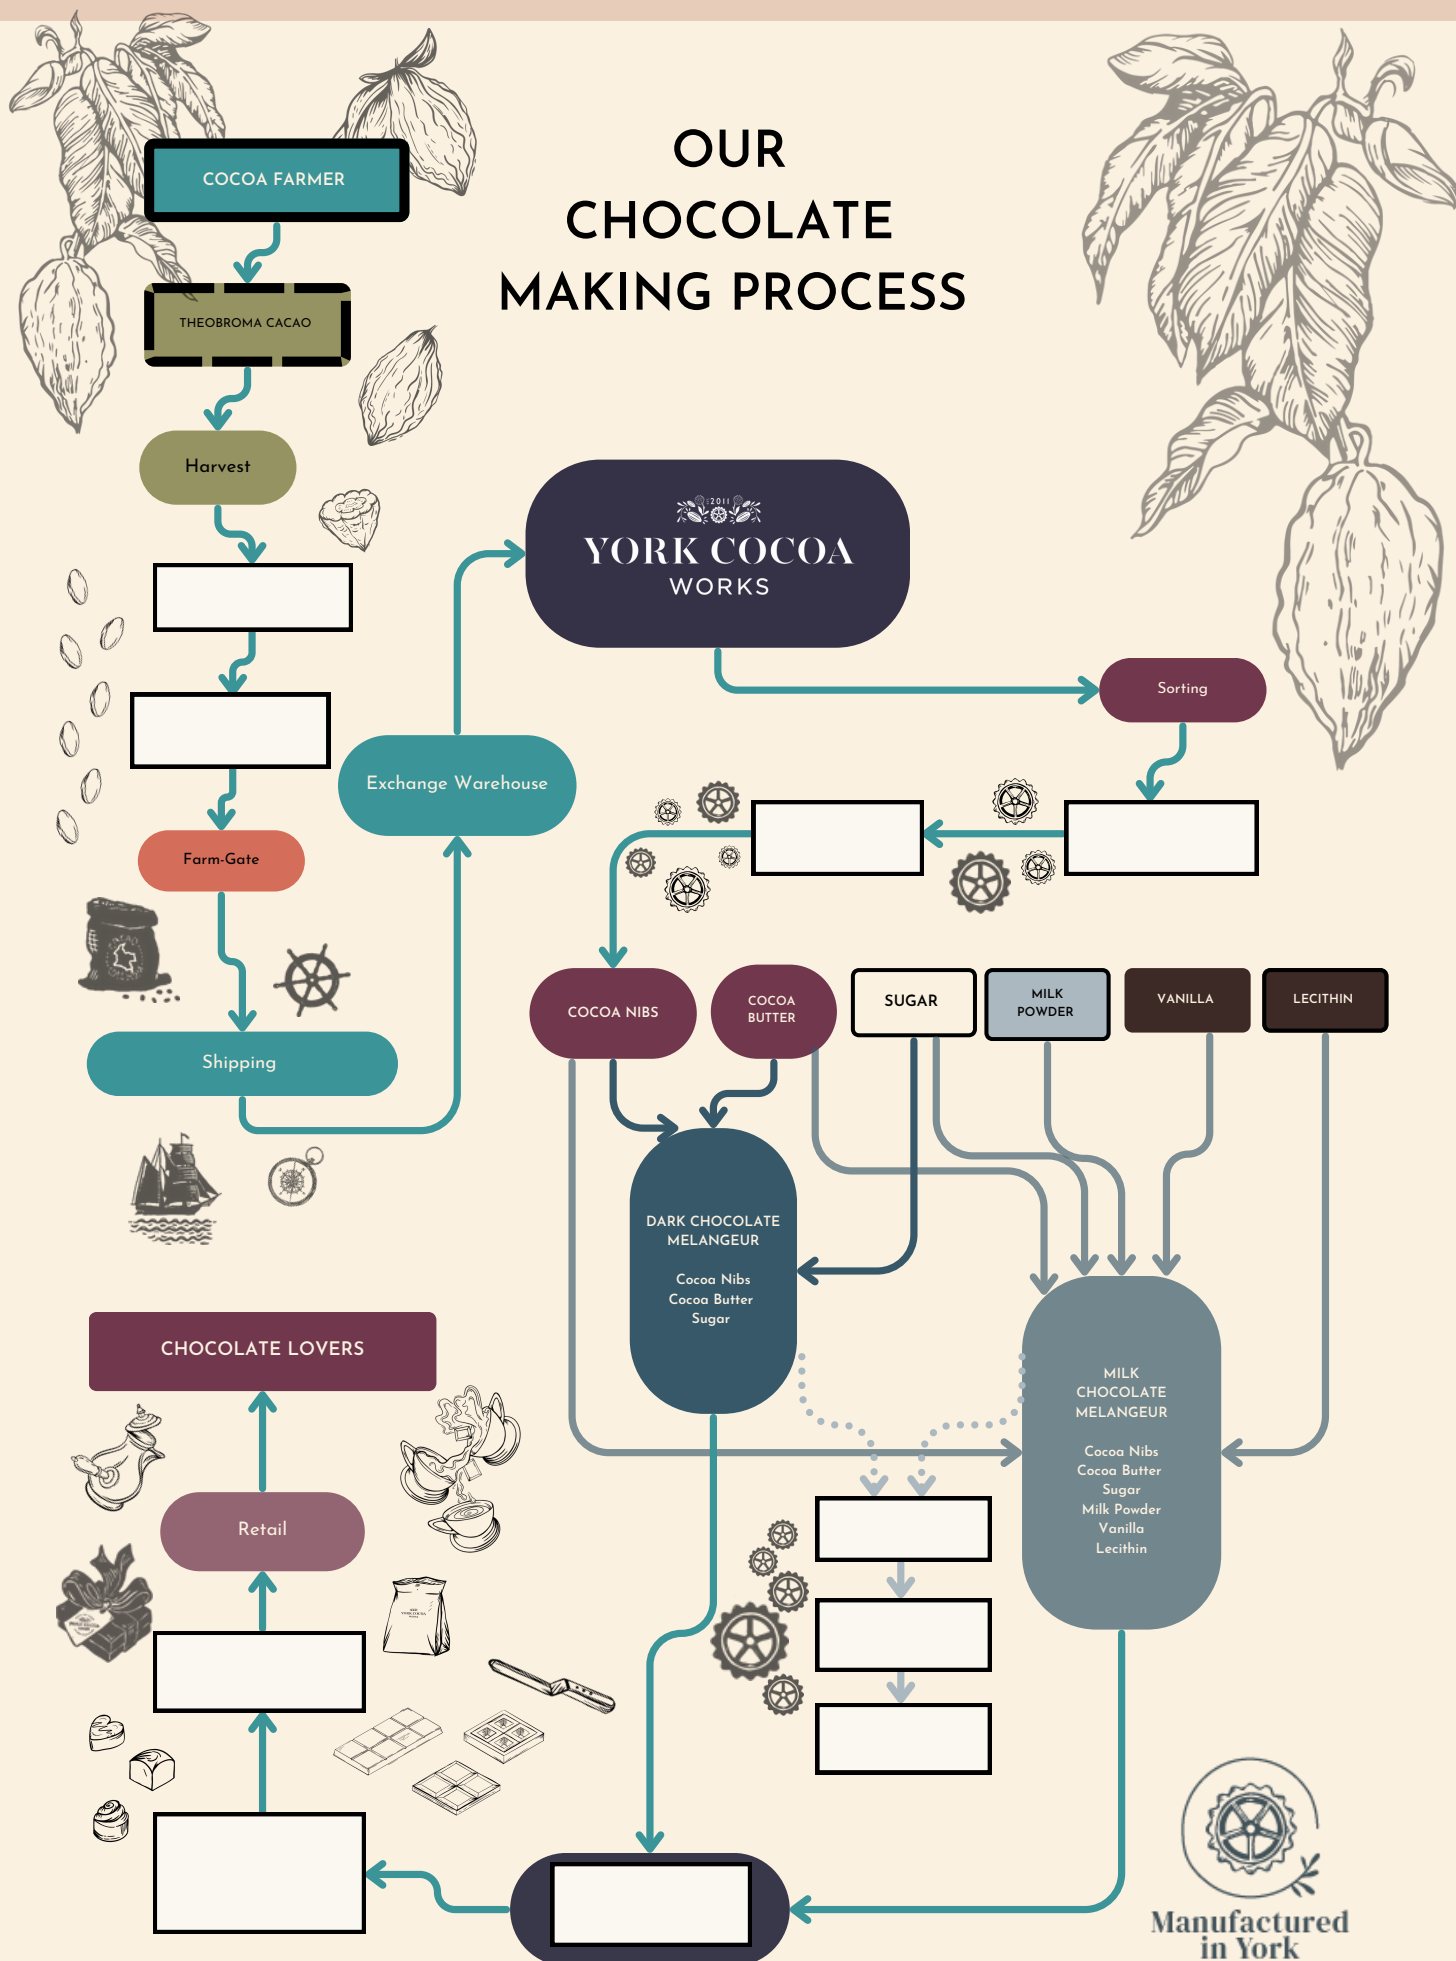 OUR
CHOCOLATE
MAKING PROCESS
COCOA FARMER
THEOBROMA CACAO
Harvest
Farm-Gate
Shipping
Exchange Warehouse
2011
YORK COCOA
WORKS
Sorting
COCOA NIBS
COCOA
BUTTER
SUGAR
MILK
POWDER
VANILLA
LECITHIN
DARK CHOCOLATE
MELANGEUR
Cocoa Nibs
Cocoa Butter
Sugar
MILK
CHOCOLATE
MELANGEUR
Cocoa Nibs
Cocoa Butter
Sugar
Milk Powder
Vanilla
Lecithin
CHOCOLATE LOVERS
Retail
YORK COCOA
Manufactured
in York